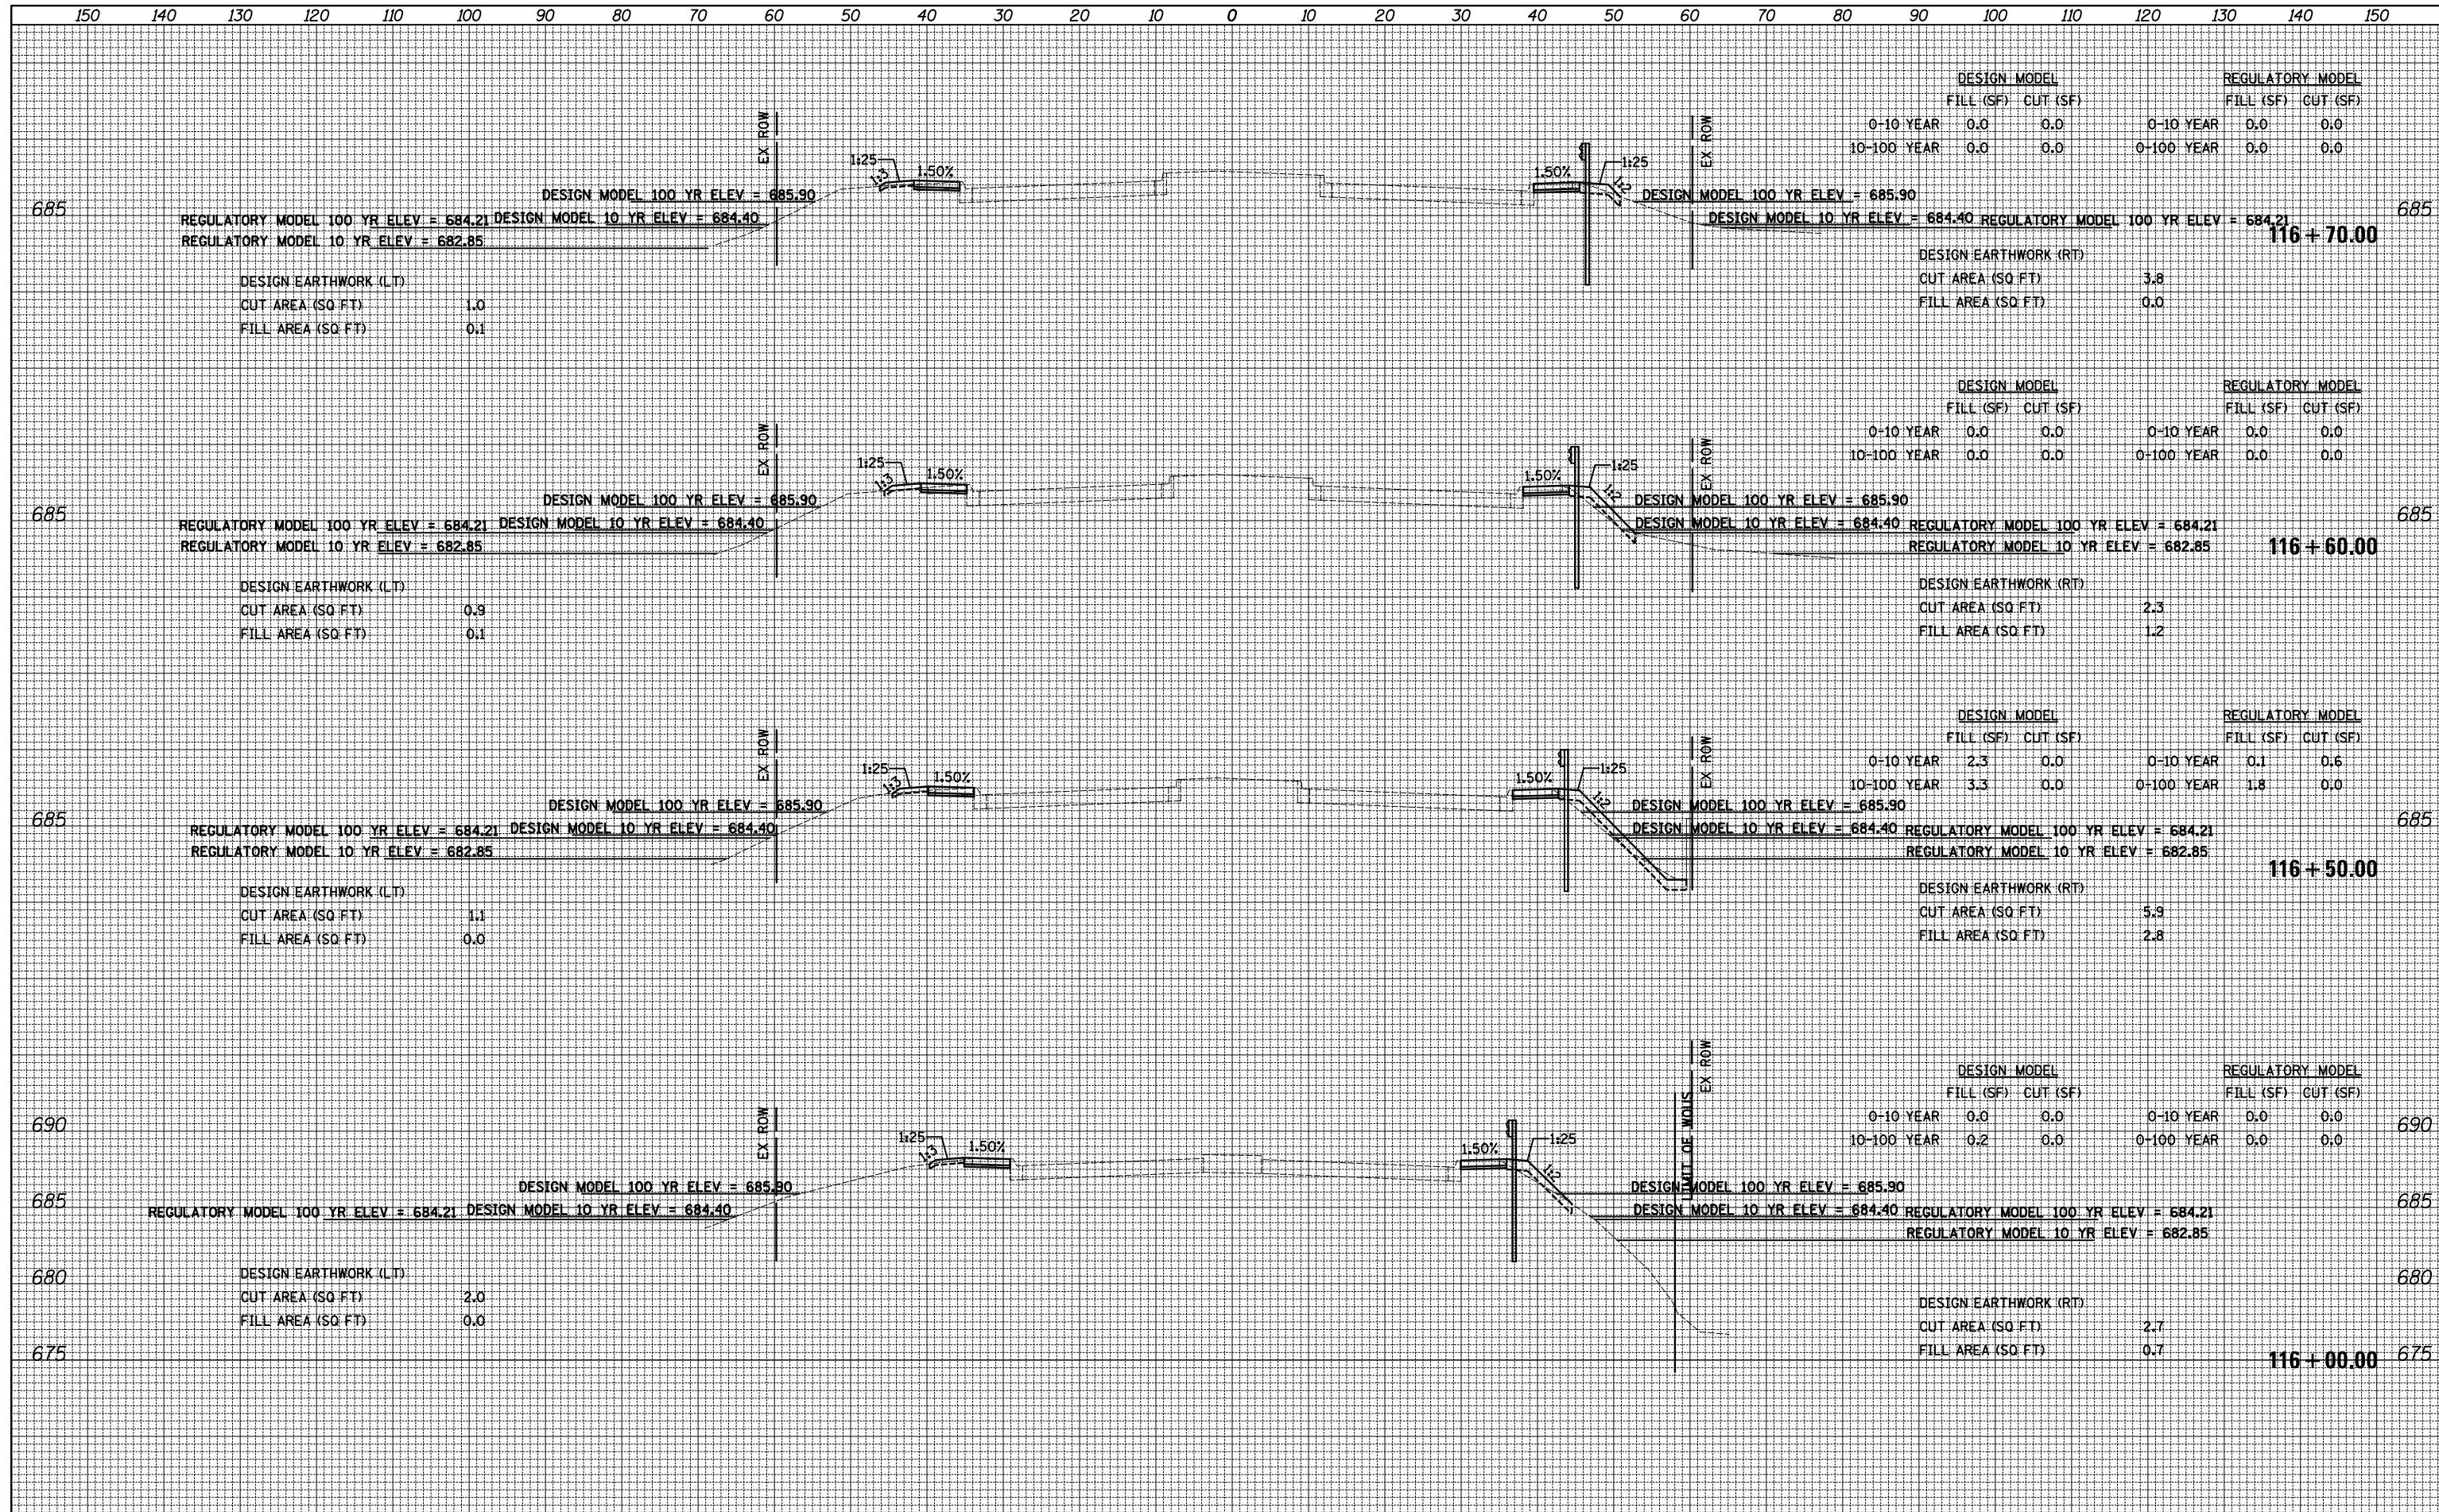 150 140 130 120 110 100 90 80 70 60 50 40 30 20 10 0 10 20 30 40 50 60 70 80 90 100 110 120 130 140 150
DESIGN MODEL REGULATORY MODEL
FILL (SF) CUT (SF) FILL (SF) CUT (SF)
0-10 YEAR 0.0 0.0 0-10 YEAR 0.0 0.0
10-100 YEAR 0.0 0.0 0-100 YEAR 0.0 0.0
EX ROW EX ROW
1:25 1:3 1.50% 1.50% 1:25 1:2
DESIGN MODEL 100 YR ELEV = 685.90 DESIGN MODEL 100 YR ELEV = 685.90
685 685
REGULATORY MODEL 100 YR ELEV = 684.21 DESIGN MODEL 10 YR ELEV = 684.40 DESIGN MODEL 10 YR ELEV = 684.40 REGULATORY MODEL 100 YR ELEV = 684.21
REGULATORY MODEL 10 YR ELEV = 682.85
116+70.00
DESIGN EARTHWORK (LT) DESIGN EARTHWORK (RT)
CUT AREA (SQ FT) 1.0 CUT AREA (SQ FT) 3.8
FILL AREA (SQ FT) 0.1 FILL AREA (SQ FT) 0.0
DESIGN MODEL REGULATORY MODEL
FILL (SF) CUT (SF) FILL (SF) CUT (SF)
0-10 YEAR 0.0 0.0 0-10 YEAR 0.0 0.0
10-100 YEAR 0.0 0.0 0-100 YEAR 0.0 0.0
EX ROW EX ROW
1:25 1:3 1.50% 1.50% 1:25 1:2
DESIGN MODEL 100 YR ELEV = 685.90 DESIGN MODEL 100 YR ELEV = 685.90
685 685
REGULATORY MODEL 100 YR ELEV = 684.21 DESIGN MODEL 10 YR ELEV = 684.40 DESIGN MODEL 10 YR ELEV = 684.40 REGULATORY MODEL 100 YR ELEV = 684.21
REGULATORY MODEL 10 YR ELEV = 682.85 REGULATORY MODEL 10 YR ELEV = 682.85
116+60.00
DESIGN EARTHWORK (LT) DESIGN EARTHWORK (RT)
CUT AREA (SQ FT) 0.9 CUT AREA (SQ FT) 2.3
FILL AREA (SQ FT) 0.1 FILL AREA (SQ FT) 1.2
DESIGN MODEL REGULATORY MODEL
FILL (SF) CUT (SF) FILL (SF) CUT (SF)
0-10 YEAR 2.3 0.0 0-10 YEAR 0.1 0.6
10-100 YEAR 3.3 0.0 0-100 YEAR 1.8 0.0
EX ROW EX ROW
1:25 1:3 1.50% 1.50% 1:25 1:2
DESIGN MODEL 100 YR ELEV = 685.90 DESIGN MODEL 100 YR ELEV = 685.90
685 685
REGULATORY MODEL 100 YR ELEV = 684.21 DESIGN MODEL 10 YR ELEV = 684.40 DESIGN MODEL 10 YR ELEV = 684.40 REGULATORY MODEL 100 YR ELEV = 684.21
REGULATORY MODEL 10 YR ELEV = 682.85 REGULATORY MODEL 10 YR ELEV = 682.85
116+50.00
DESIGN EARTHWORK (LT) DESIGN EARTHWORK (RT)
CUT AREA (SQ FT) 1.1 CUT AREA (SQ FT) 5.9
FILL AREA (SQ FT) 0.0 FILL AREA (SQ FT) 2.8
DESIGN MODEL REGULATORY MODEL
FILL (SF) CUT (SF) FILL (SF) CUT (SF)
0-10 YEAR 0.0 0.0 0-10 YEAR 0.0 0.0
10-100 YEAR 0.2 0.0 0-100 YEAR 0.0 0.0
690 690
EX ROW LIMIT OF WOUS EX ROW
1:25 1:3 1.50% 1.50% 1:25 1:2
DESIGN MODEL 100 YR ELEV = 685.90 DESIGN MODEL 100 YR ELEV = 685.90
685 685
REGULATORY MODEL 100 YR ELEV = 684.21 DESIGN MODEL 10 YR ELEV = 684.40 DESIGN MODEL 10 YR ELEV = 684.40 REGULATORY MODEL 100 YR ELEV = 684.21
REGULATORY MODEL 10 YR ELEV = 682.85
680 680
DESIGN EARTHWORK (LT) DESIGN EARTHWORK (RT)
CUT AREA (SQ FT) 2.0 CUT AREA (SQ FT) 2.7
FILL AREA (SQ FT) 0.0 FILL AREA (SQ FT) 0.7
675 675
116+00.00